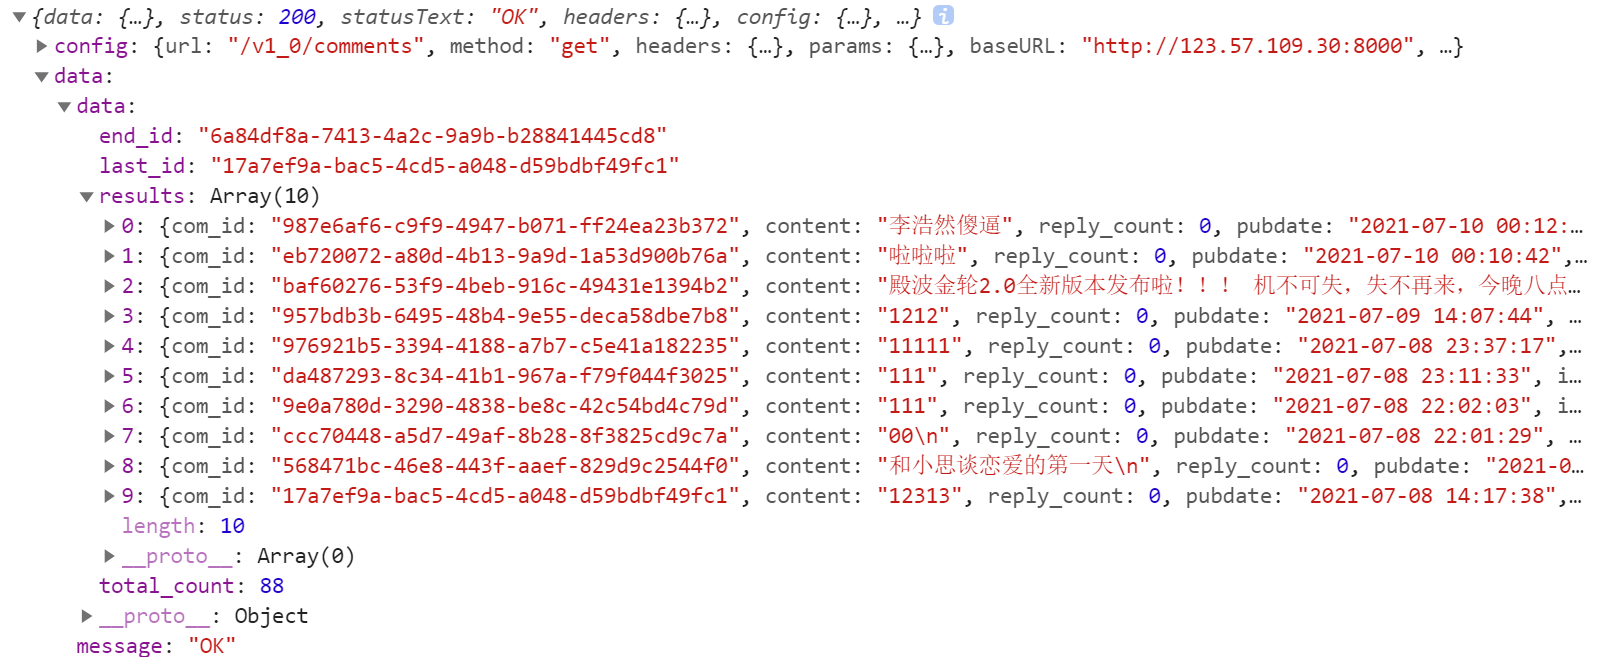 {data: {…}, status: 200, statusText: "OK", headers: {…}, config: {…}, …} i
config: {url: "/v1_0/comments", method: "get", headers: {…}, params: {…}, baseURL: "http://123.57.109.30:8000", …}
data:
data:
end_id: "6a84df8a-7413-4a2c-9a9b-b28841445cd8"
last_id: "17a7ef9a-bac5-4cd5-a048-d59bdbf49fc1"
results: Array(10)
0: {com_id: "987e6af6-c9f9-4947-b071-ff24ea23b372", content: "李浩然傻逼", reply_count: 0, pubdate: "2021-07-10 00:12:…
1: {com_id: "eb720072-a80d-4b13-9a9d-1a53d900b76a", content: "啦啦啦", reply_count: 0, pubdate: "2021-07-10 00:10:42",…
2: {com_id: "baf60276-53f9-4beb-916c-49431e1394b2", content: "殿波金轮2.0全新版本发布啦！！！ 机不可失，失不再来，今晚八点…
3: {com_id: "957bdb3b-6495-48b4-9e55-deca58dbe7b8", content: "1212", reply_count: 0, pubdate: "2021-07-09 14:07:44", …
4: {com_id: "976921b5-3394-4188-a7b7-c5e41a182235", content: "11111", reply_count: 0, pubdate: "2021-07-08 23:37:17",…
5: {com_id: "da487293-8c34-41b1-967a-f79f044f3025", content: "111", reply_count: 0, pubdate: "2021-07-08 23:11:33", i…
6: {com_id: "9e0a780d-3290-4838-be8c-42c54bd4c79d", content: "111", reply_count: 0, pubdate: "2021-07-08 22:02:03", i…
7: {com_id: "ccc70448-a5d7-49af-8b28-8f3825cd9c7a", content: "00\n", reply_count: 0, pubdate: "2021-07-08 22:01:29", …
8: {com_id: "568471bc-46e8-443f-aaef-829d9c2544f0", content: "和小思谈恋爱的第一天\n", reply_count: 0, pubdate: "2021-0…
9: {com_id: "17a7ef9a-bac5-4cd5-a048-d59bdbf49fc1", content: "12313", reply_count: 0, pubdate: "2021-07-08 14:17:38",…
length: 10
__proto__: Array(0)
total_count: 88
__proto__: Object
message: "OK"